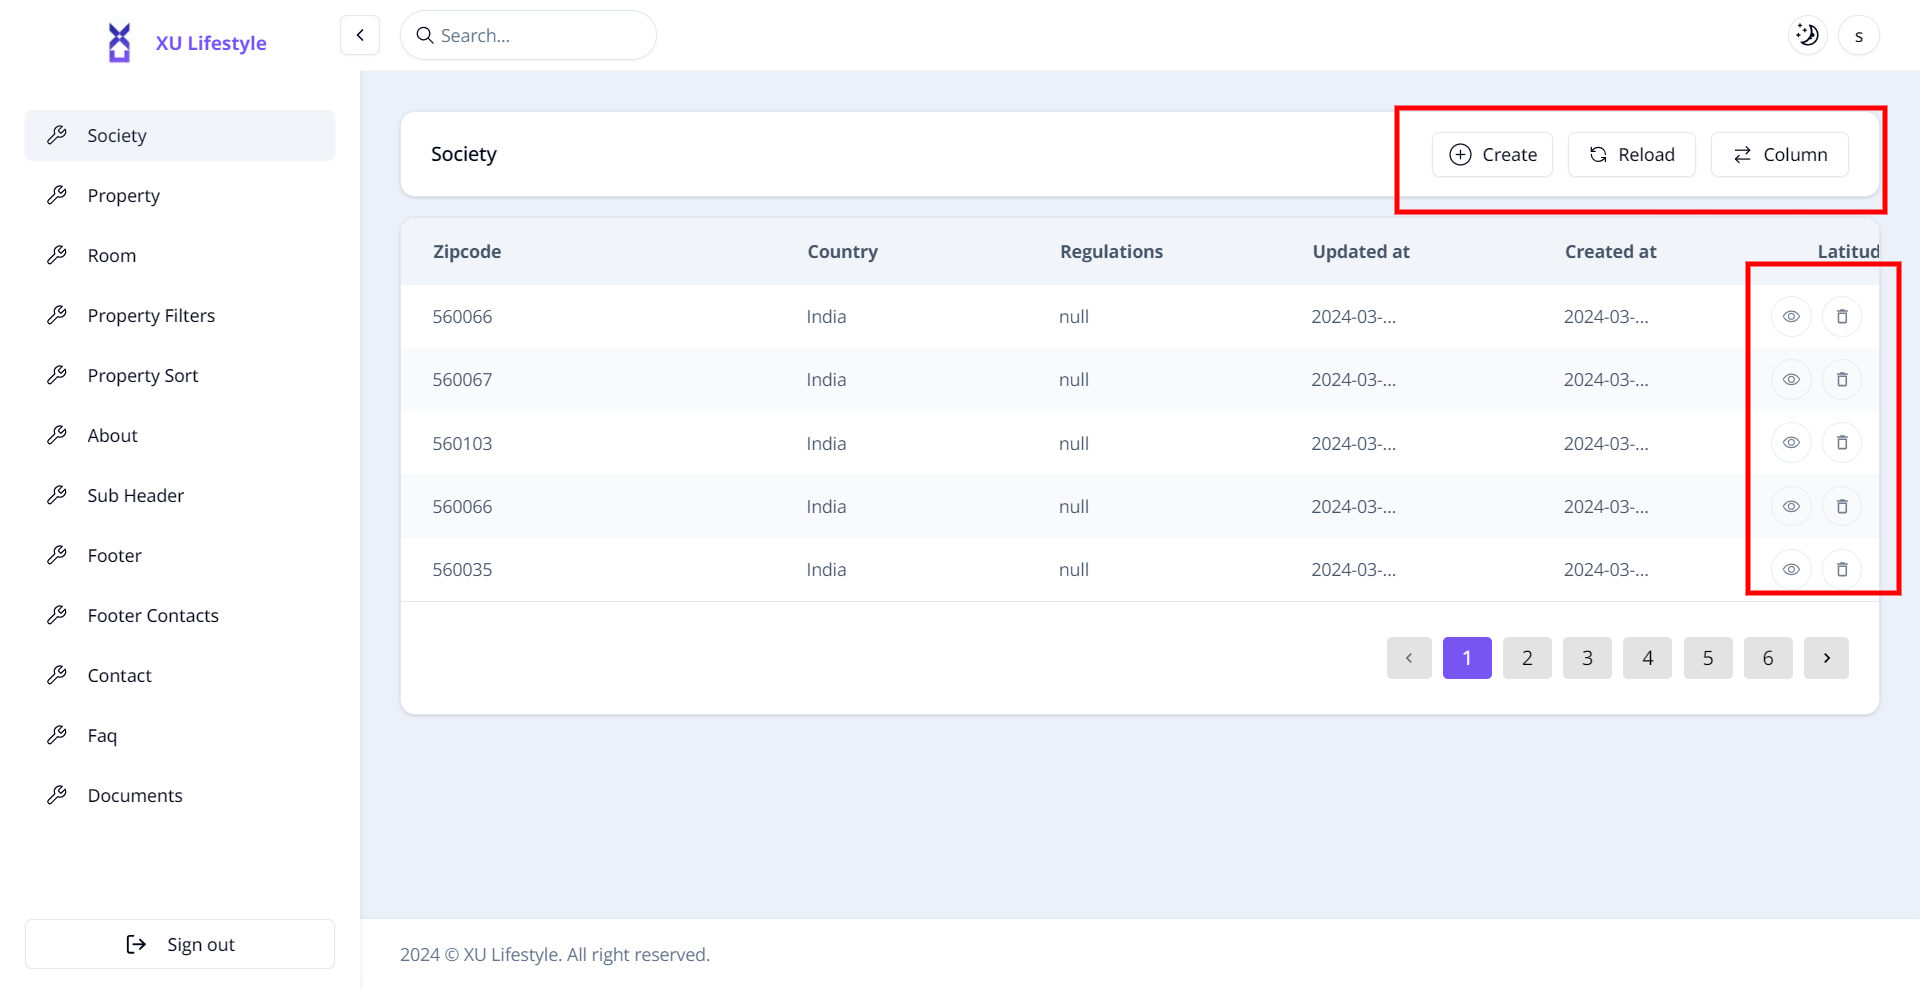 XU Lifestyle
Search...
s
Society
Property
Room
Property Filters
Property Sort
About
Sub Header
Footer
Footer Contacts
Contact
Faq
Documents
Sign out
Society
Create Reload Column
Zipcode Country Regulations Updated at Created at Latitud
560066 India null 2024-03-... 2024-03-...
560067 India null 2024-03-... 2024-03-...
560103 India null 2024-03-... 2024-03-...
560066 India null 2024-03-... 2024-03-...
560035 India null 2024-03-... 2024-03-...
1 2 3 4 5 6
2024 © XU Lifestyle. All right reserved.